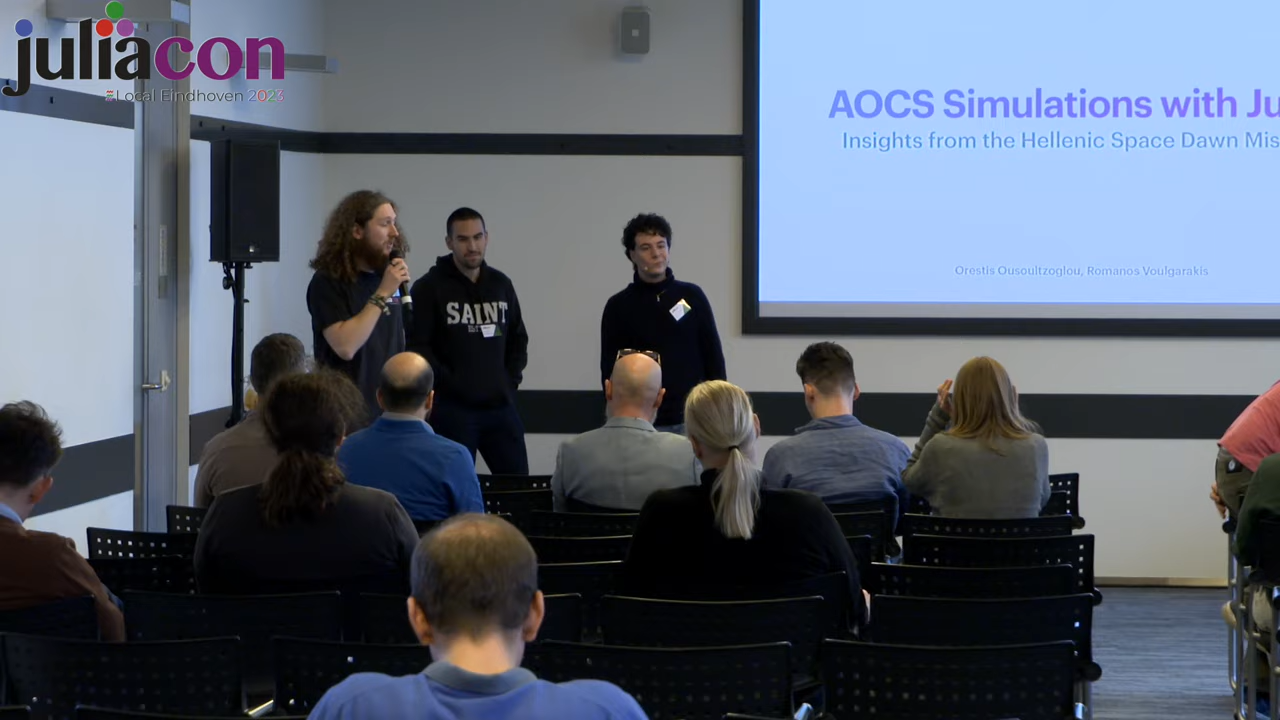 juliacon
Local Eindhoven 2023
AOCS Simulations with Ju
Insights from the Hellenic Space Dawn Mis
Orestis Ousoultzoglou, Romanos Voulgarakis
SAINT